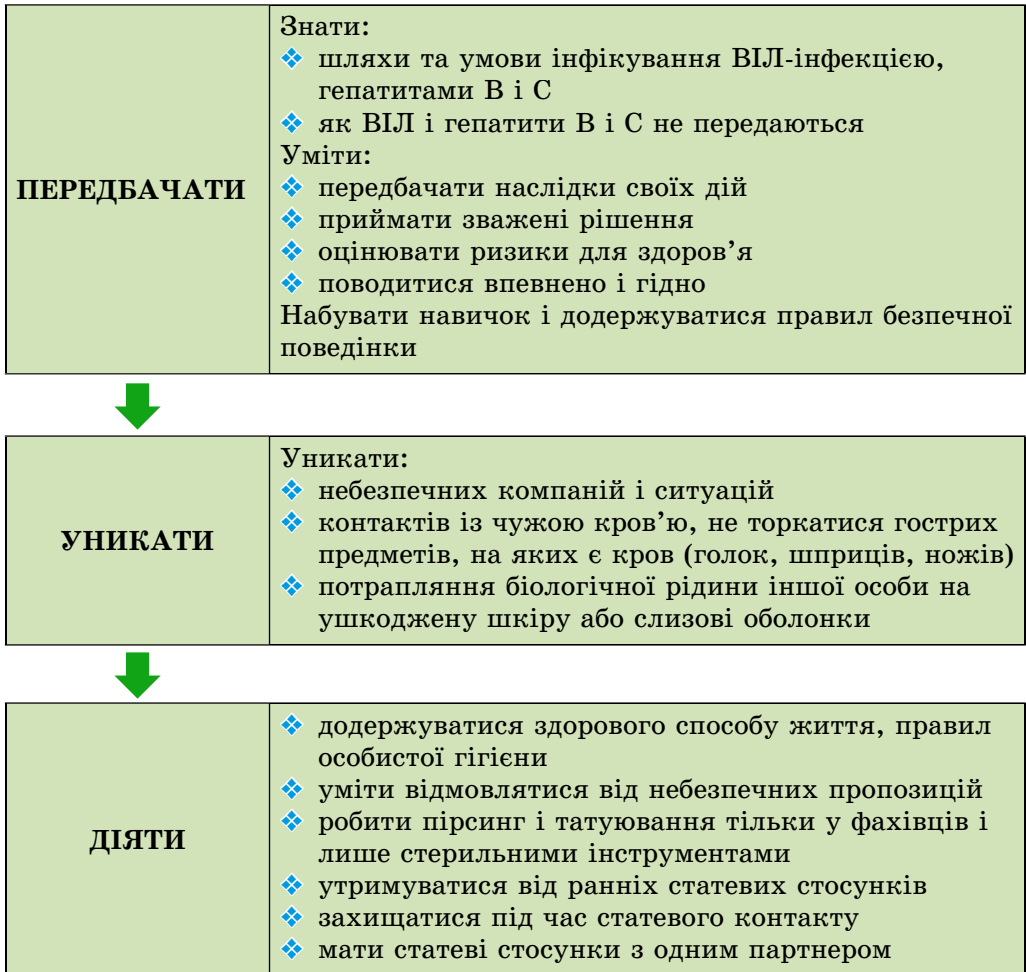 ПЕРЕДБАЧАТИ
Знати:
❖ шляхи та умови інфікування ВІЛ-інфекцією,
гепатитами В і С
❖ як ВІЛ і гепатити В і С не передаються
Уміти:
❖ передбачати наслідки своїх дій
❖ приймати зважені рішення
❖ оцінювати ризики для здоров’я
❖ поводитися впевнено і гідно
Набувати навичок і додержуватися правил безпечної
поведінки
УНИКАТИ
Уникати:
❖ небезпечних компаній і ситуацій
❖ контактів із чужою кров’ю, не торкатися гострих
предметів, на яких є кров (голок, шприців, ножів)
❖ потрапляння біологічної рідини іншої особи на
ушкоджену шкіру або слизові оболонки
ДІЯТИ
❖ додержуватися здорового способу життя, правил
особистої гігієни
❖ уміти відмовлятися від небезпечних пропозицій
❖ робити пірсинг і татуювання тільки у фахівців і
лише стерильними інструментами
❖ утримуватися від ранніх статевих стосунків
❖ захищатися під час статевого контакту
❖ мати статеві стосунки з одним партнером